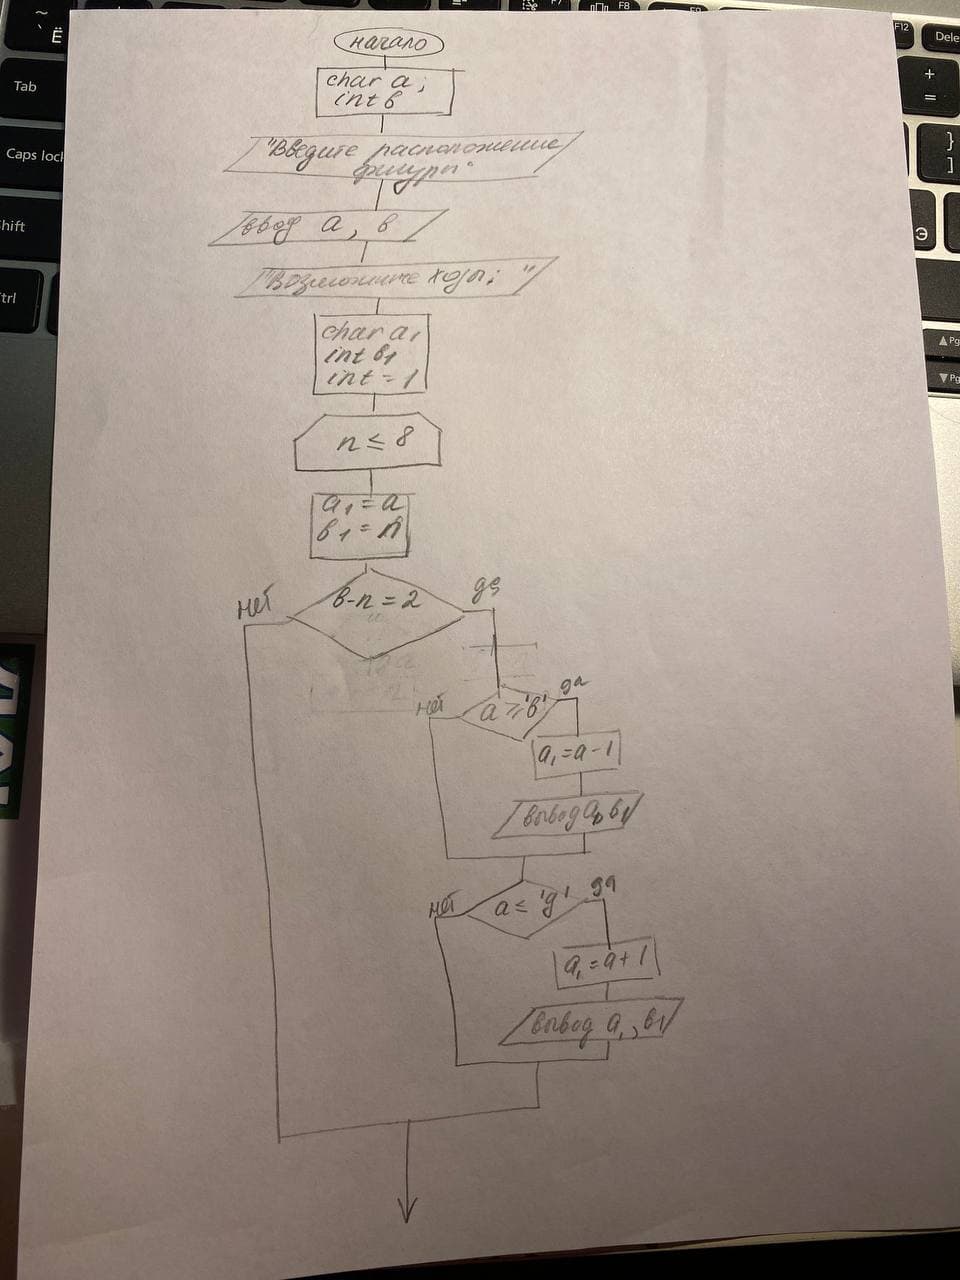 начало
char a;
int в
"Введите расположение
фигуры"
ввод a, в
"Возможные ходы: "
char a₁
int в₁
int = 1
n ≤ 8
a₁ = a
в₁ = n
в-n = 2
нет
да
a ≥ 'в'
нет
да
a₁ = a - 1
вывод a₁, в₁
a ≤ 'g'
нет
да
a₁ = a + 1
вывод a₁, в₁
~
` Ё
Tab
Caps lock
Shift
Ctrl
F7
F8
F12
Dele
+
=
}
]
Э
Pg
Pg